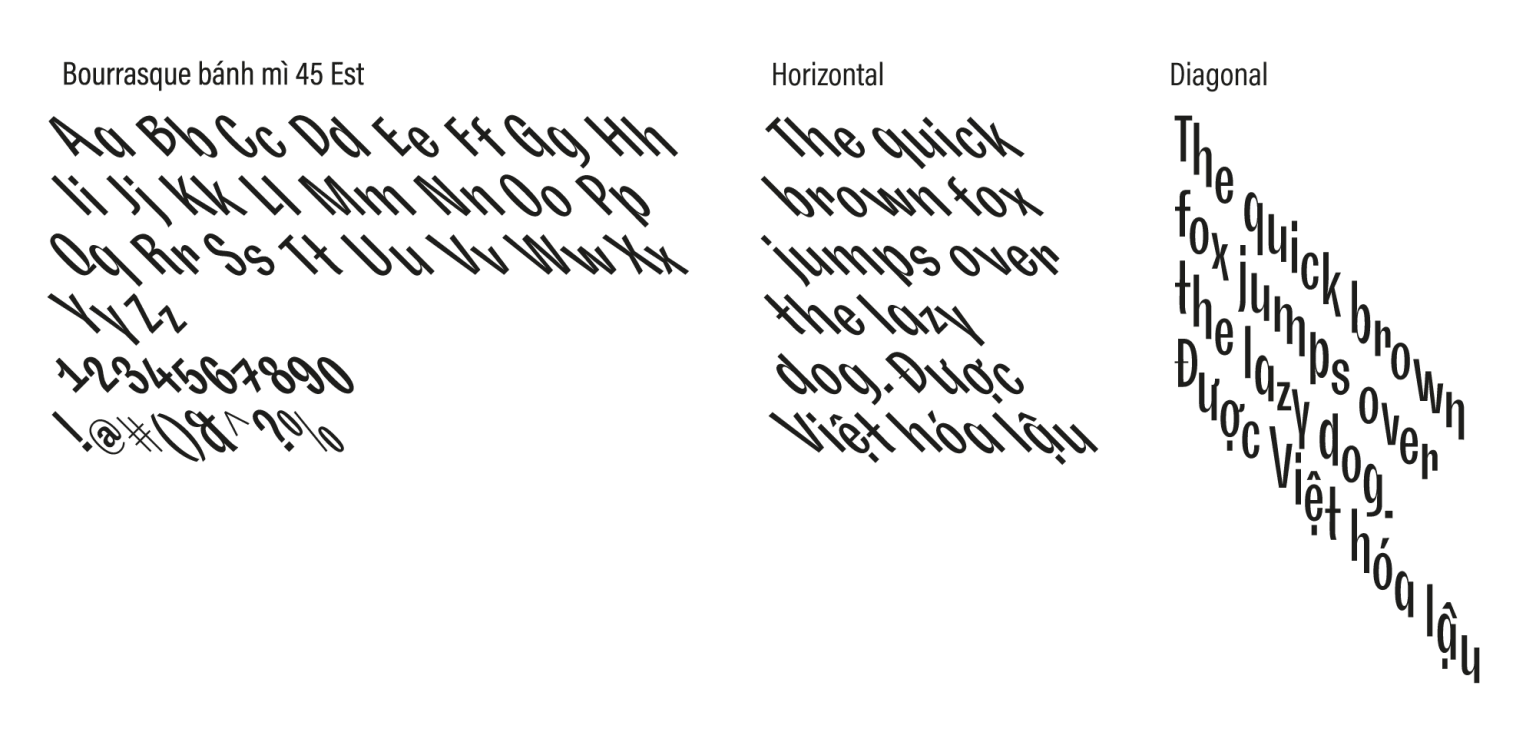 Bourrasque bánh mì 45 Est
Aa Bb Cc Dd Ee Ff Gg Hh
Ii Jj Kk Ll Mm Nn Oo Pp
Qq Rr Ss Tt Uu Vv Ww Xx
Yy Zz
1234567890
!@#()&^?%
Horizontal
The quick
brown fox
jumps over
the lazy
dog. Được
Việt hóa lậu
Diagonal
The quick brown
fox jumps over
the lazy dog.
Được Việt hóa lậu